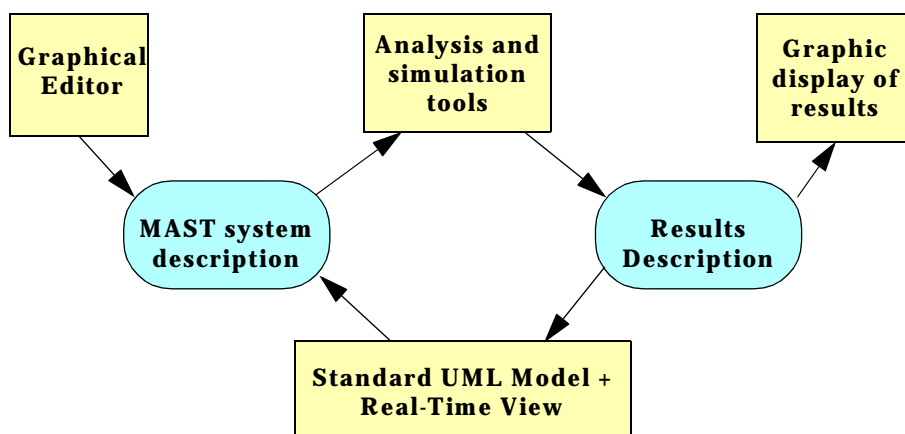 Graphical
Editor
Analysis and
simulation
tools
Graphic
display of
results
MAST system
description
Results
Description
Standard UML Model +
Real-Time View